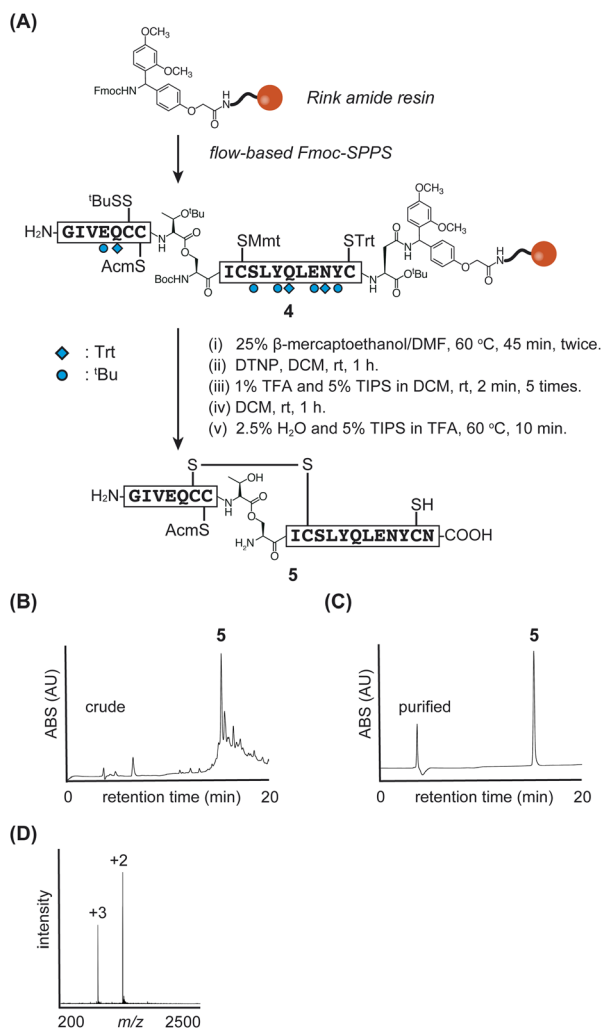 (A)
OCH3
OCH3
FmocHN
O
O
H
N
Rink amide resin
flow-based Fmoc-SPPS
tBuSS
OtBu
H2N-GIVEQCC
N
H
O
O
AcmS
BocHN
O
SMmt
ICSLYQLENYC
STrt
N
H
O
OtBu
O
HN
OCH3
OCH3
O
O
H
N
4
: Trt
: tBu
(i) 25% β-mercaptoethanol/DMF, 60 °C, 45 min, twice.
(ii) DTNP, DCM, rt, 1 h.
(iii) 1% TFA and 5% TIPS in DCM, rt, 2 min, 5 times.
(iv) DCM, rt, 1 h.
(v) 2.5% H2O and 5% TIPS in TFA, 60 °C, 10 min.
S
S
OH
H2N-GIVEQCC
N
H
O
O
AcmS
H2N
O
SH
ICSLYQLENYCN-COOH
5
(B)
5
ABS (AU)
crude
0 retention time (min) 20
(C)
5
ABS (AU)
purified
0 retention time (min) 20
(D)
+2
+3
intensity
200 m/z 2500